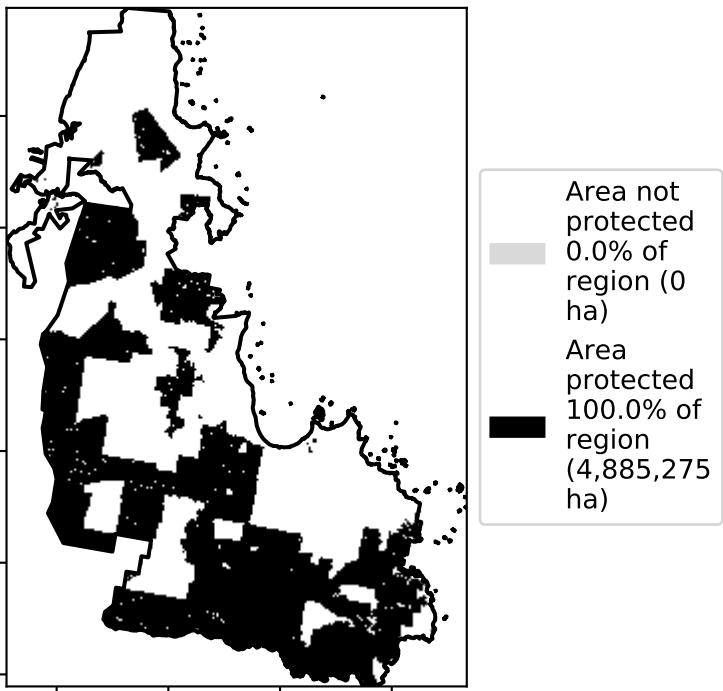 Area not
protected
0.0% of
region (0
ha)
Area
protected
100.0% of
region
(4,885,275
ha)